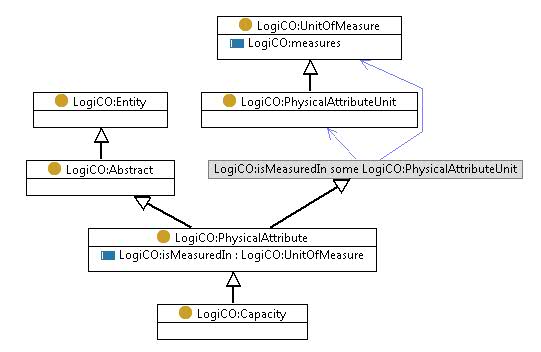 LogiCO:UnitOfMeasure
LogiCO:measures
LogiCO:Entity
LogiCO:PhysicalAttributeUnit
LogiCO:Abstract
LogiCO:isMeasuredIn some LogiCO:PhysicalAttributeUnit
LogiCO:PhysicalAttribute
LogiCO:isMeasuredIn : LogiCO:UnitOfMeasure
LogiCO:Capacity